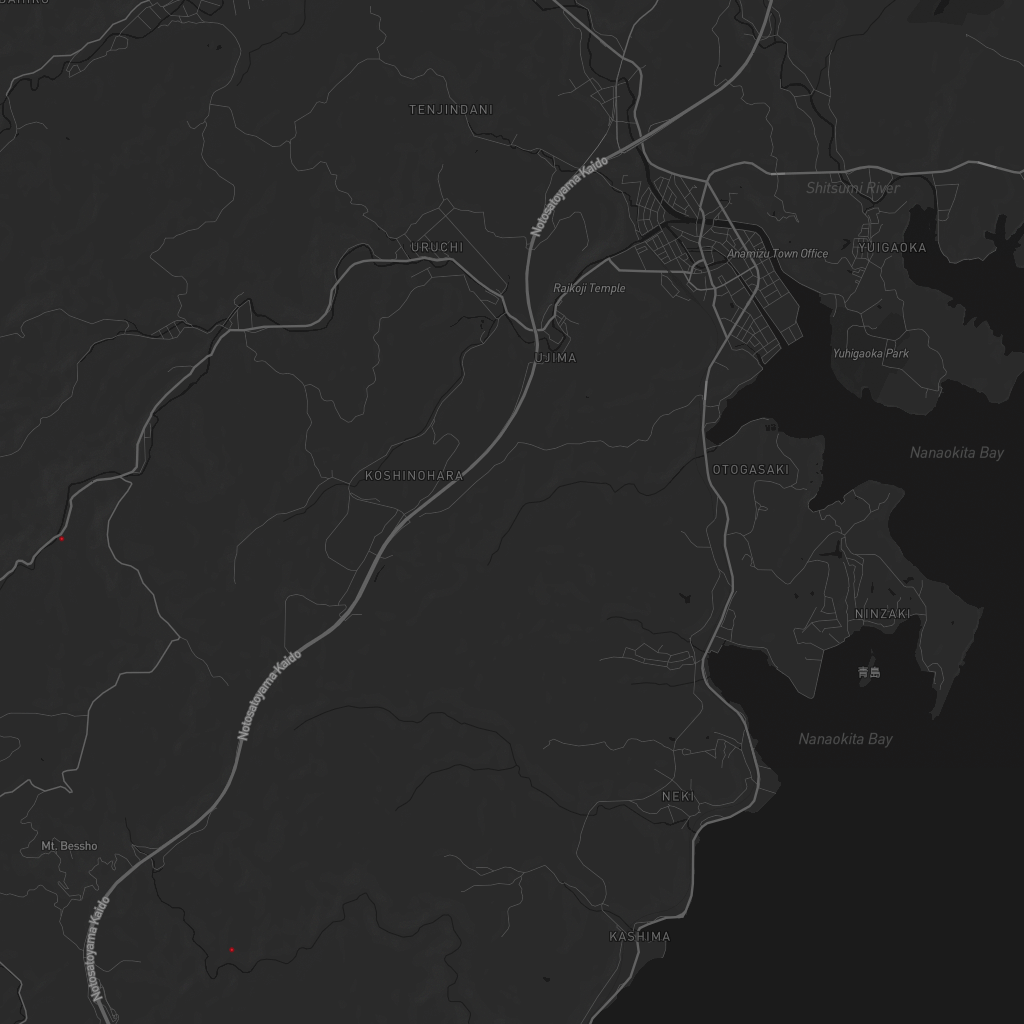 TENJINDANI
Notosatoyama Kaido
Shitsumi River
URUCHI
YUIGAOKA
Anamizu Town Office
Raikoji Temple
UJIMA
Yuhigaoka Park
Nanaokita Bay
KOSHINOHARA
OTOGASAKI
NINZAKI
青島
Notosatoyama Kaido
Nanaokita Bay
NEKI
Mt. Bessho
Notosatoyama Kaido
KASHIMA